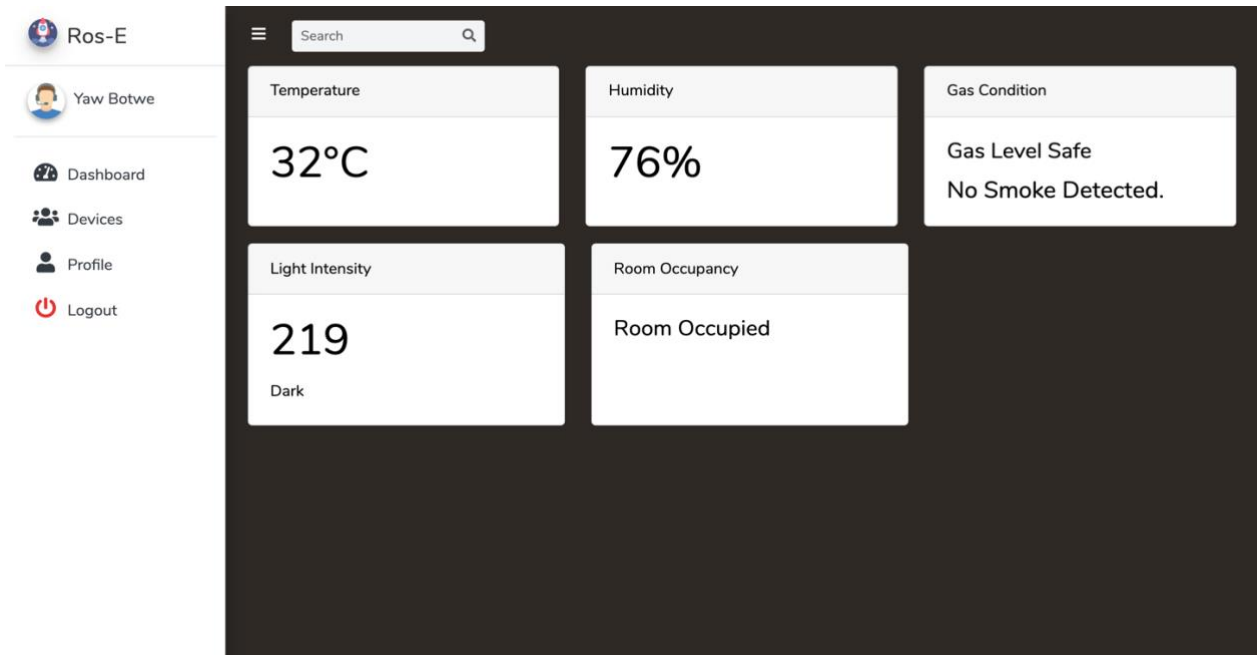 Ros-E
Yaw Botwe
Dashboard
Devices
Profile
Logout
Search
Temperature
32°C
Humidity
76%
Gas Condition
Gas Level Safe
No Smoke Detected.
Light Intensity
219
Dark
Room Occupancy
Room Occupied